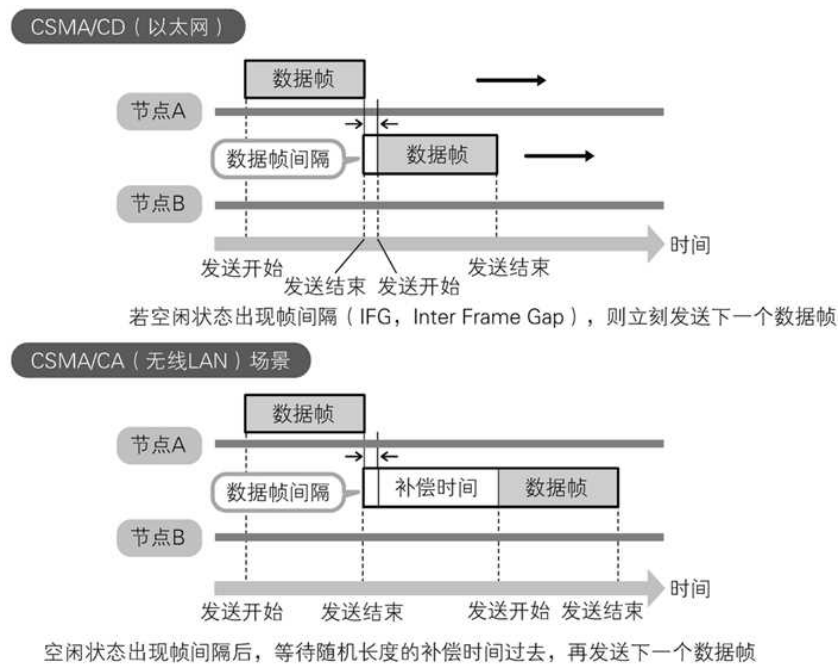 CSMA/CD（以太网）
数据帧
节点A
数据帧间隔
数据帧
节点B
时间
发送开始
发送结束
发送开始
发送结束
若空闲状态出现帧间隔（IFG，Inter Frame Gap），则立刻发送下一个数据帧
CSMA/CA（无线LAN）场景
数据帧
节点A
数据帧间隔
补偿时间
数据帧
节点B
时间
发送开始
发送结束
发送开始
发送结束
空闲状态出现帧间隔后，等待随机长度的补偿时间过去，再发送下一个数据帧